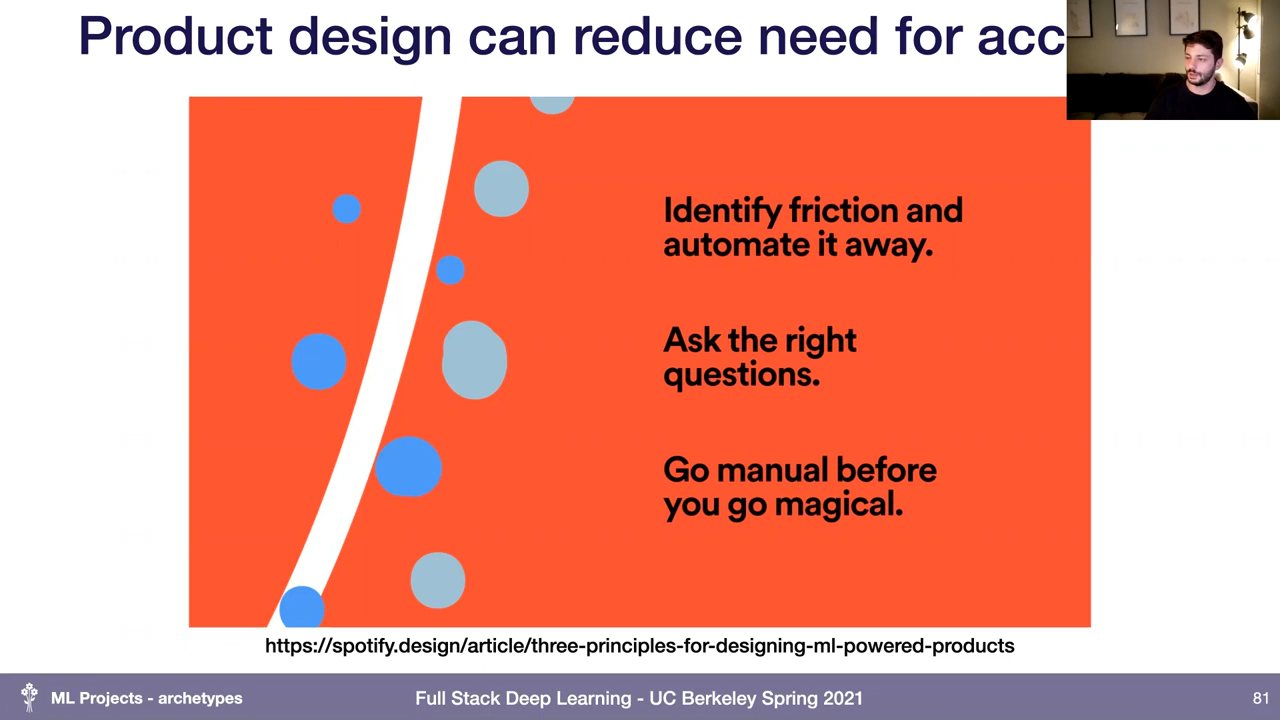 Product design can reduce need for acc
Identify friction and
automate it away.
Ask the right
questions.
Go manual before
you go magical.
https://spotify.design/article/three-principles-for-designing-ml-powered-products
ML Projects - archetypes
Full Stack Deep Learning - UC Berkeley Spring 2021
81